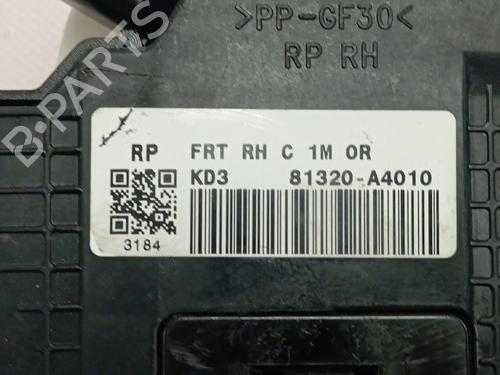 >PP-GF30<
RP RH
RP FRT RH C 1M OR
KD3 81320-A4010
3184
B-PARTS